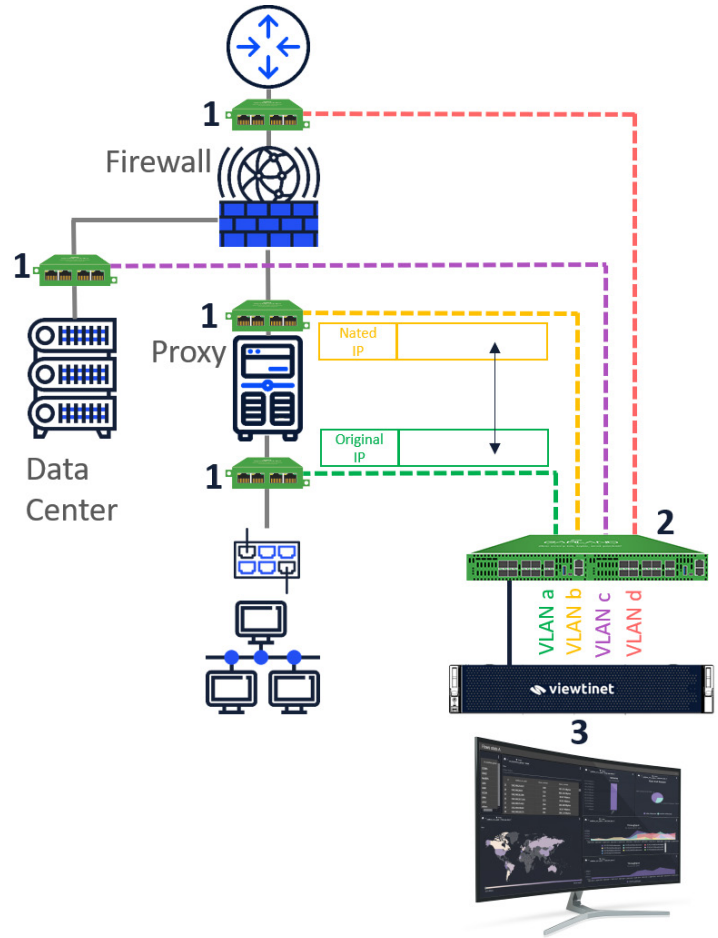 1
Firewall
1
1
Nated
IP
Proxy
Original
IP
1
Data
Center
2
GARLAND
VLAN a
VLAN b
VLAN c
VLAN d
viewtinet
3